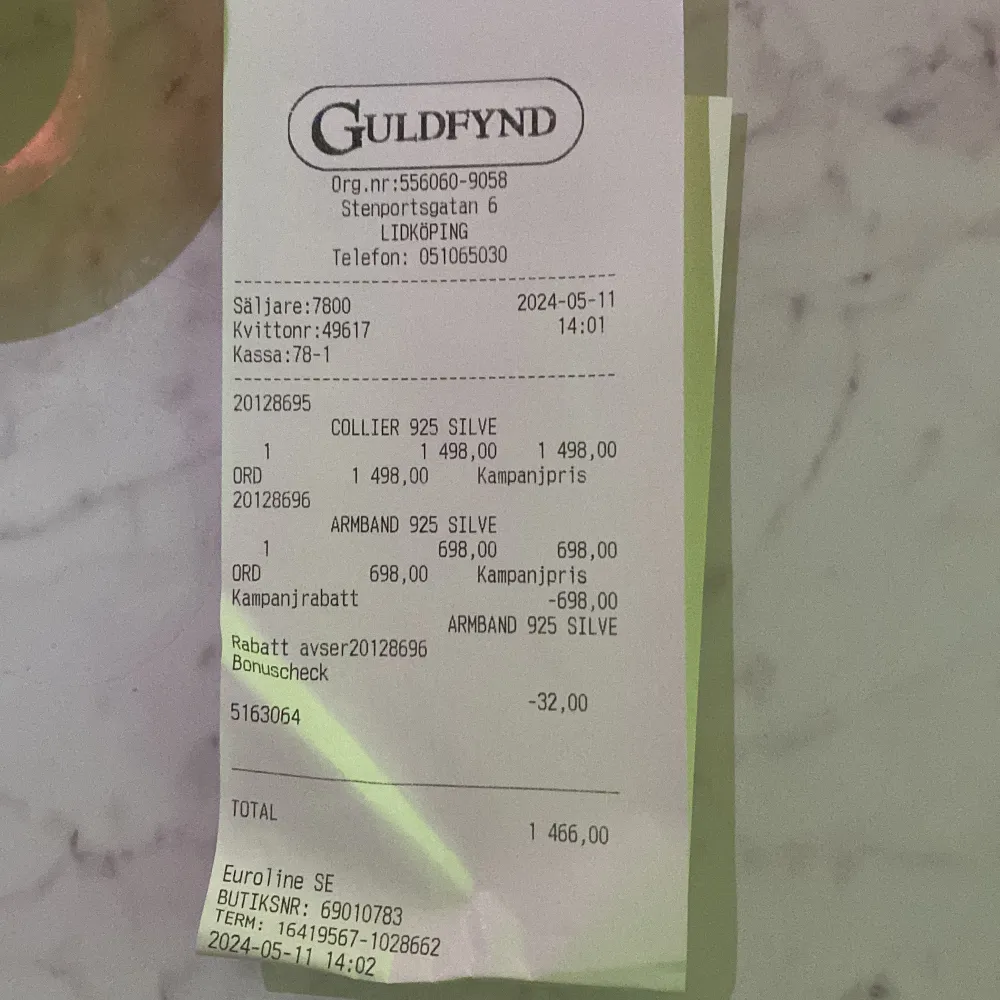 GULDFYND
Org.nr:556060-9058
Stenportsgatan 6
LIDKÖPING
Telefon: 051065030
Säljare:7800 2024-05-11
Kvittonr:49617 14:01
Kassa:78-1
20128695
COLLIER 925 SILVE
1 1 498,00 1 498,00
ORD 1 498,00 Kampanjpris
20128696
ARMBAND 925 SILVE
1 698,00 698,00
ORD 698,00 Kampanjpris
Kampanjrabatt -698,00
ARMBAND 925 SILVE
Rabatt avser20128696
Bonuscheck
-32,00
5163064
TOTAL
1 466,00
Euroline SE
BUTIKSNR: 69010783
TERM: 16419567-1028662
2024-05-11 14:02